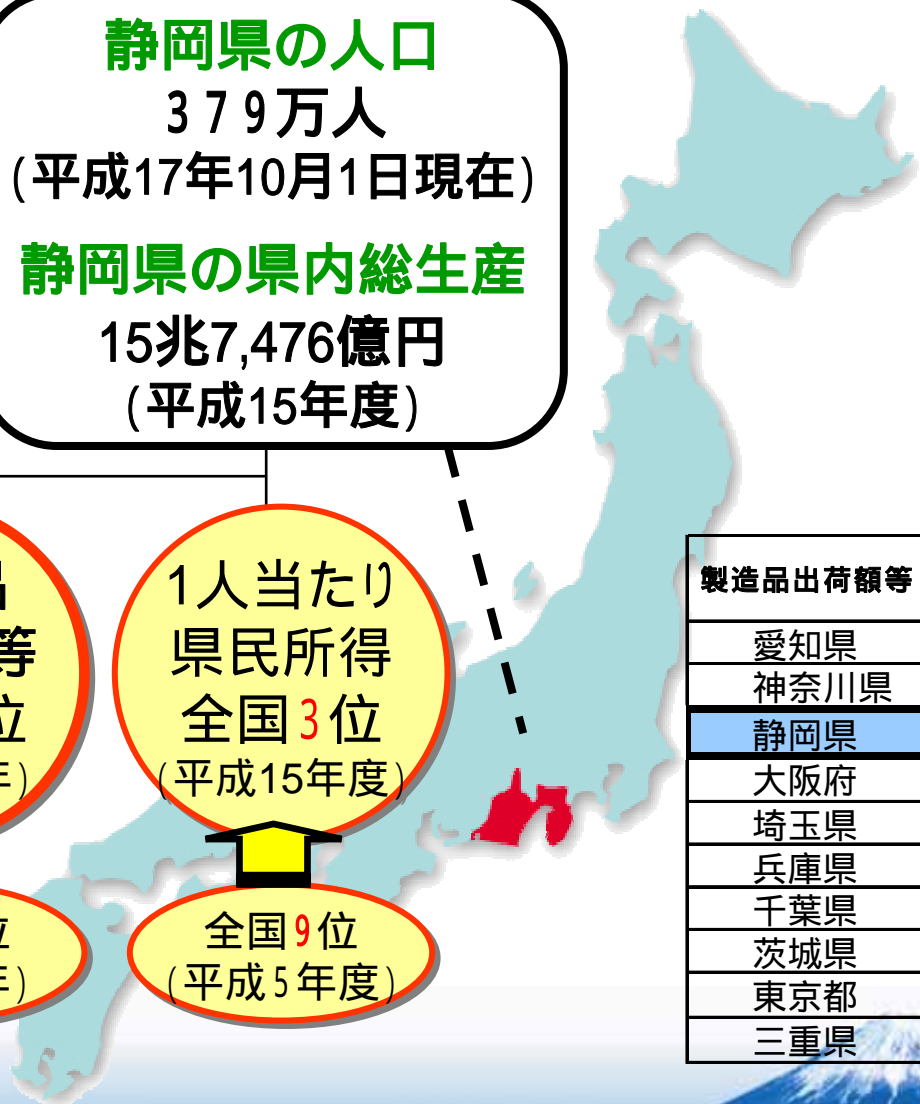 静岡県の人口
379万人
(平成17年10月1日現在)
静岡県の県内総生産
15兆7,476億円
(平成15年度)
等
位
年)
1人当たり
県民所得
全国3位
(平成15年度)
位
年)
全国9位
(平成5年度)
製造品出荷額等
愛知県
神奈川県
静岡県
大阪府
埼玉県
兵庫県
千葉県
茨城県
東京都
三重県